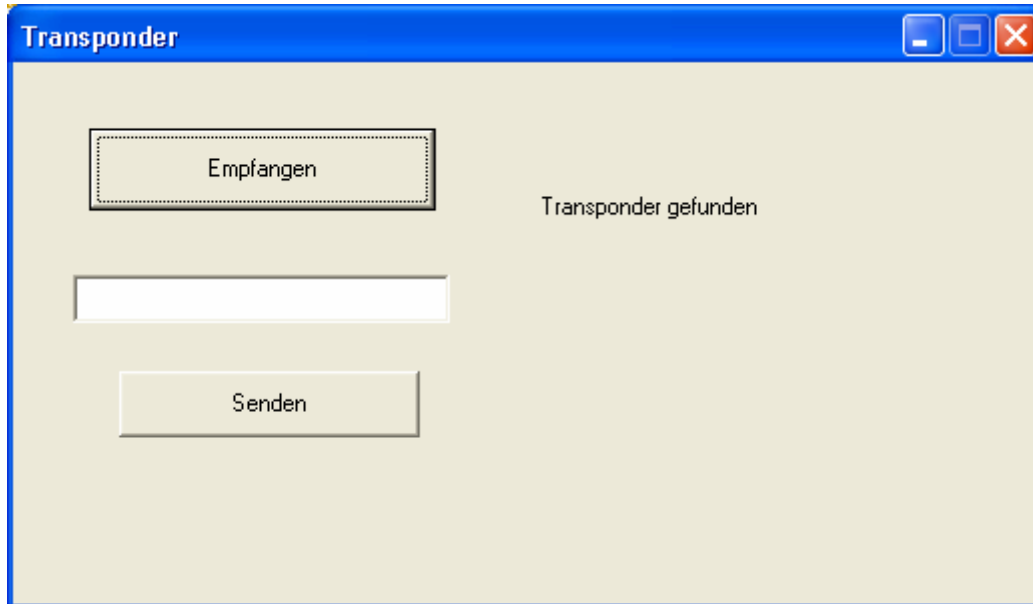 Transponder
Empfangen
Transponder gefunden
Senden